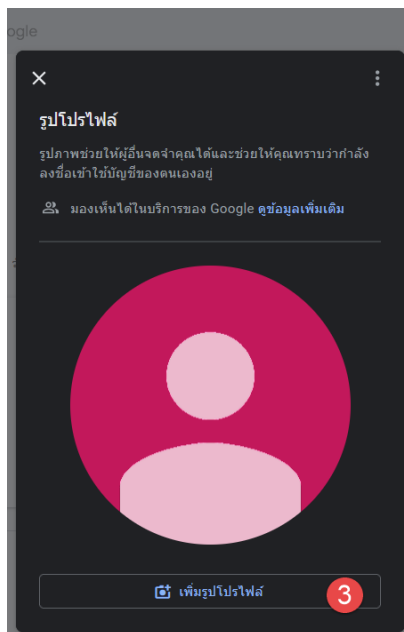 ogle
รูปโปรไฟล์
รูปภาพช่วยให้ผู้อื่นจดจำคุณได้และช่วยให้คุณทราบว่ากำลัง
ลงชื่อเข้าใช้บัญชีของตนเองอยู่
มองเห็นได้ในบริการของ Google ดูข้อมูลเพิ่มเติม
เพิ่มรูปโปรไฟล์ 3